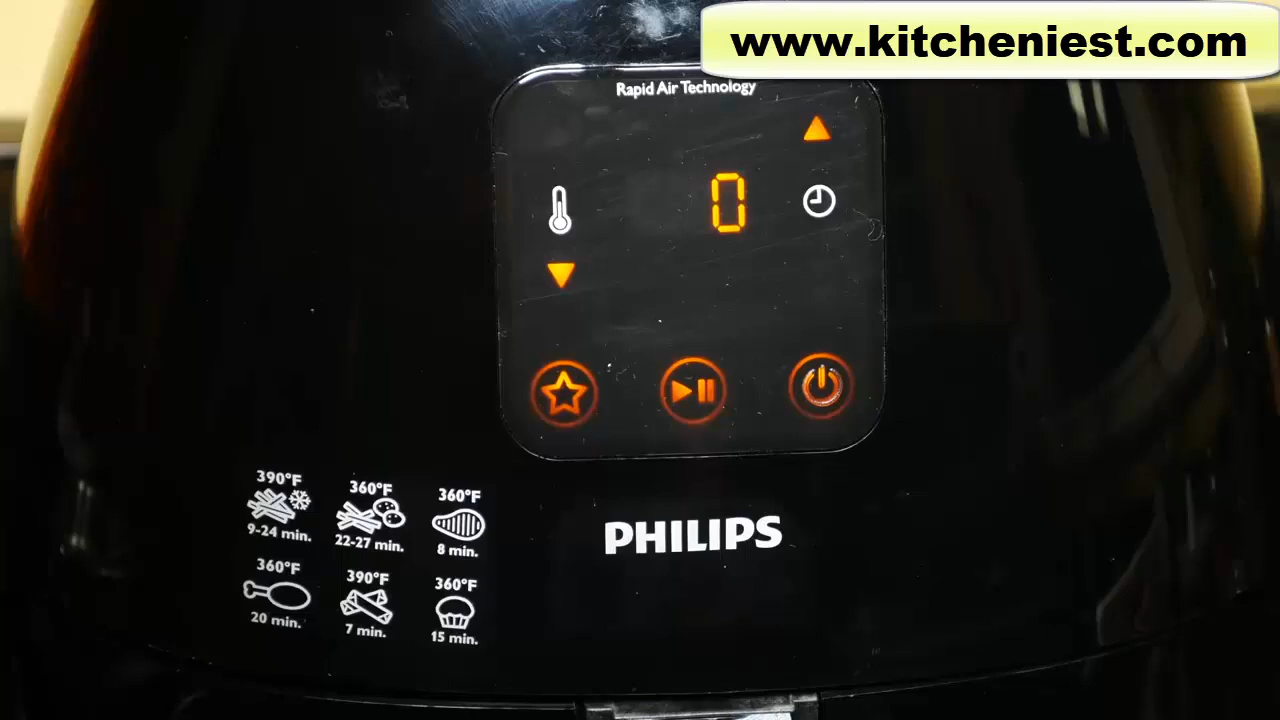 www.kitcheniest.com
Rapid Air Technology
0
390°F
9-24 min.
360°F
22-27 min.
360°F
8 min.
360°F
20 min.
390°F
7 min.
360°F
15 min.
PHILIPS